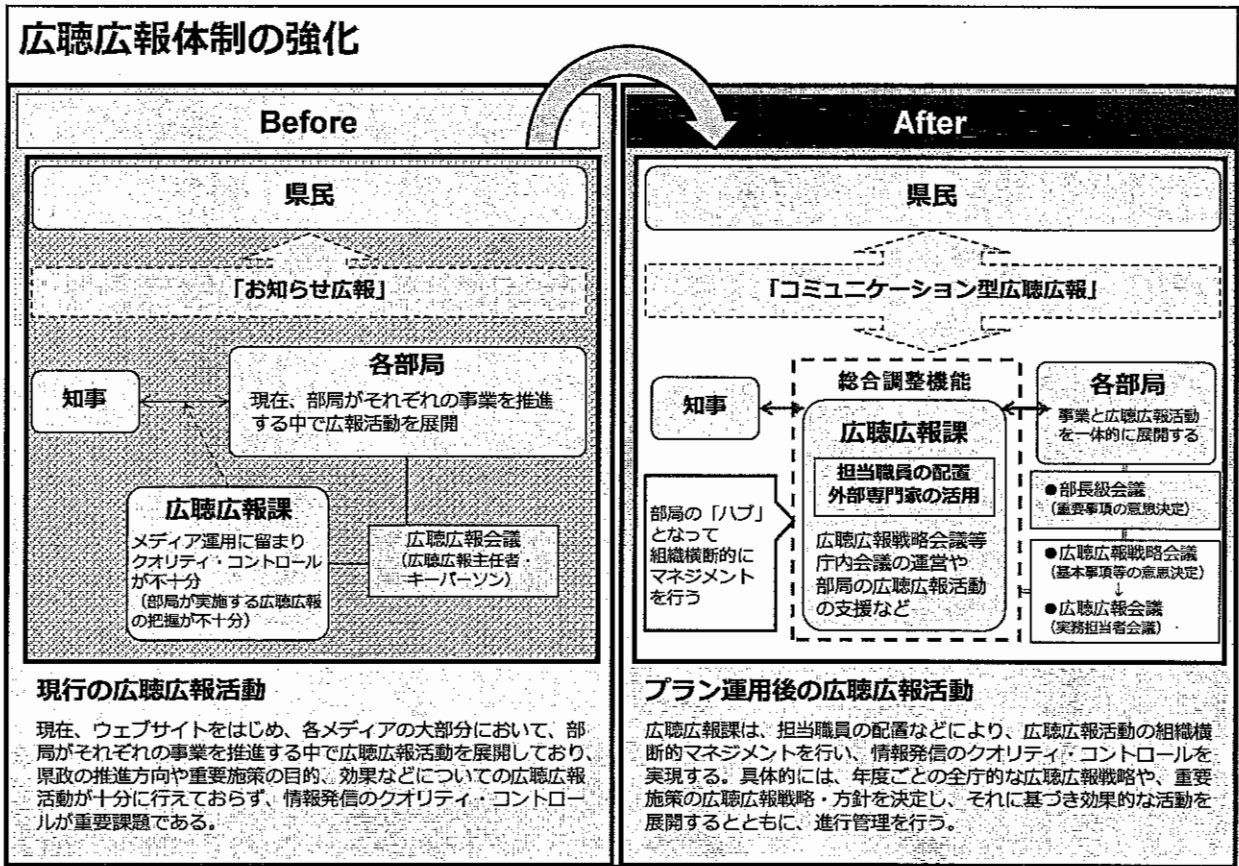 広聴広報体制の強化
Before
県民
「お知らせ広報」
知事
各部局
現在、部局がそれぞれの事業を推進
する中で広報活動を展開
広聴広報課
メディア運用に留まり
クオリティ・コントロール
が不十分
(部局が実施する広聴広報
の把握が不十分)
広聴広報会議
(広聴広報主任者・
キーパーソン)
現行の広聴広報活動
現在、ウェブサイトをはじめ、各メディアの大部分において、部
局がそれぞれの事業を推進する中で広聴広報活動を展開しており、
県政の推進方向や重要施策の目的、効果などについての広聴広報
活動が十分に行えておらず、情報発信のクオリティ・コントロー
ルが重要課題である。
After
県民
「コミュニケーション型広聴広報」
知事
総合調整機能
広聴広報課
担当職員の配置
外部専門家の活用
広聴広報戦略会議等
庁内会議の運営や
部局の広聴広報活動
の支援など
部局の「ハブ」
となって
組織横断的に
マネジメント
を行う
各部局
事業と広聴広報活動
を一体的に展開する
●部長級会議
(重要事項の意思決定)
●広聴広報戦略会議
(基本事項等の意思決定)
↓
●広聴広報会議
(実務担当者会議)
プラン運用後の広聴広報活動
広聴広報課は、担当職員の配置などにより、広聴広報活動の組織横
断的マネジメントを行い、情報発信のクオリティ・コントロールを
実現する。具体的には、年度ごとの全庁的な広聴広報戦略や、重要
施策の広聴広報戦略・方針を決定し、それに基づき効果的な活動を
展開するとともに、進行管理を行う。